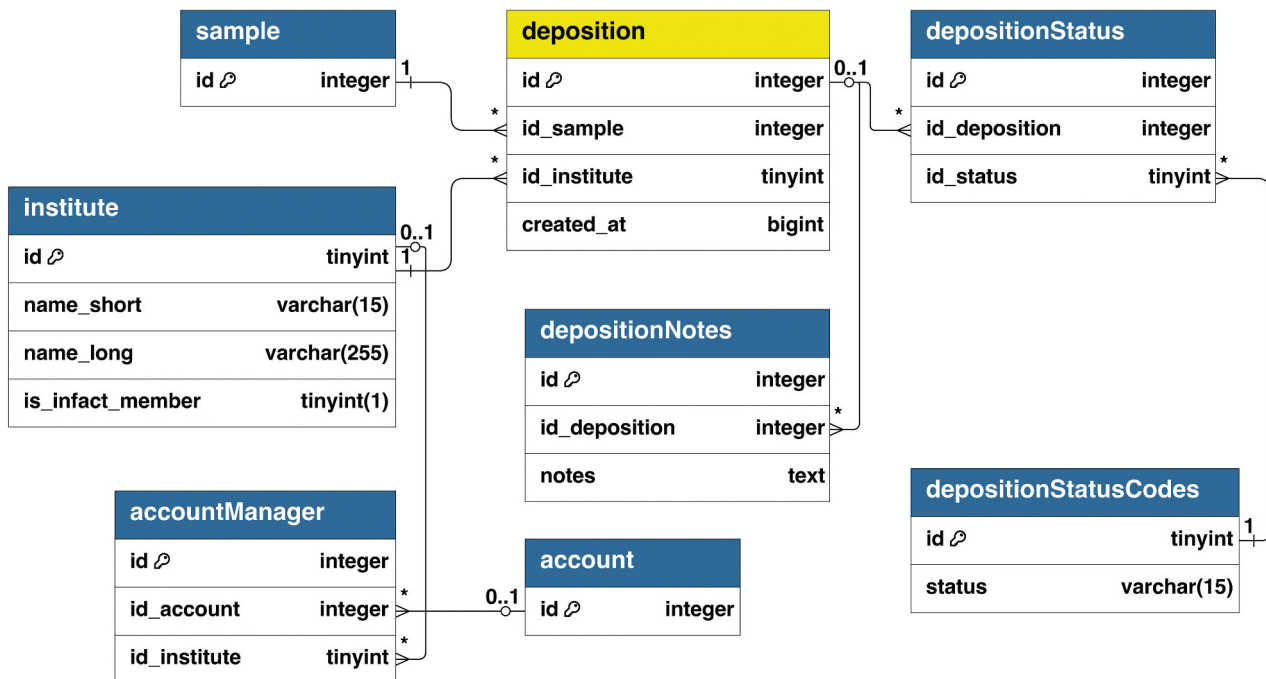 sample
id integer
1
*
deposition
id integer
id_sample integer
id_institute tinyint
created_at bigint
0..1
*
*
depositionStatus
id integer
id_deposition integer
id_status tinyint
*
institute
id tinyint
name_short varchar(15)
name_long varchar(255)
is_infact_member tinyint(1)
0..1
1
depositionNotes
id integer
id_deposition integer
notes text
*
depositionStatusCodes
id tinyint
status varchar(15)
1
accountManager
id integer
id_account integer
id_institute tinyint
*
*
0..1
account
id integer